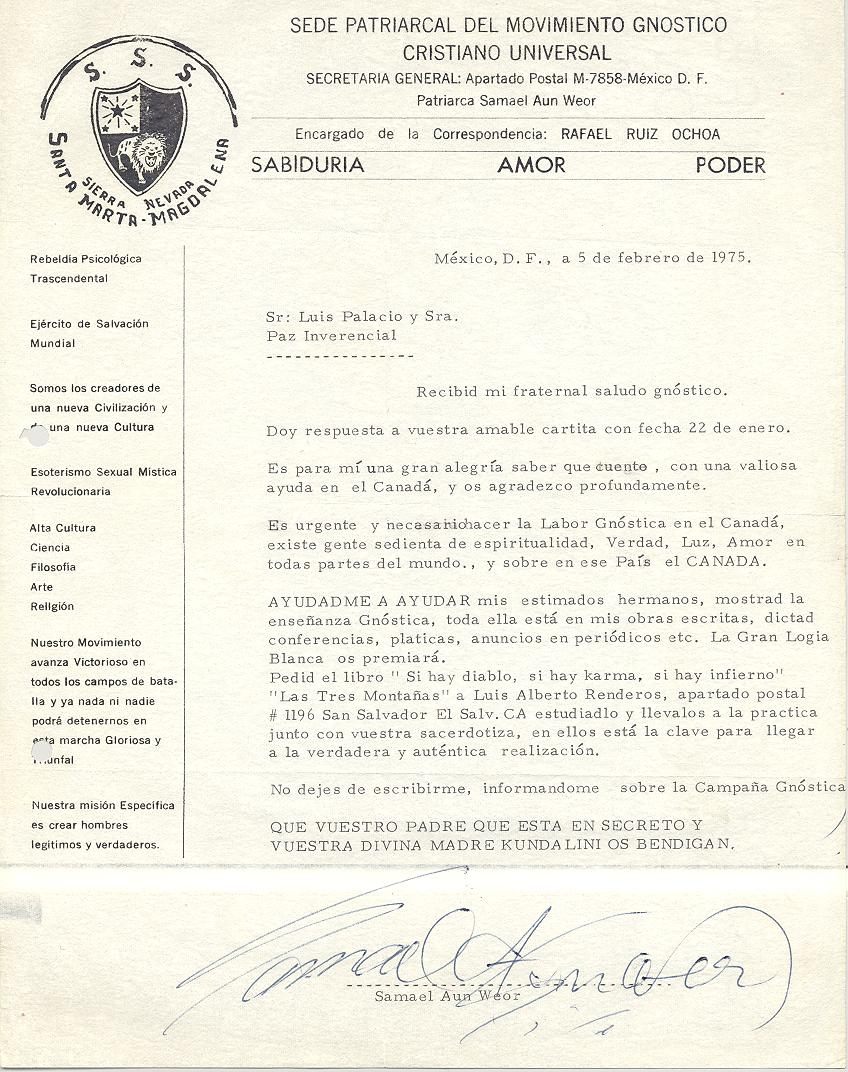 SEDE PATRIARCAL DEL MOVIMIENTO GNOSTICO
CRISTIANO UNIVERSAL
SECRETARIA GENERAL: Apartado Postal M-7858-México D. F.
Patriarca Samael Aun Weor
Encargado de la Correspondencia: RAFAEL RUIZ OCHOA
SABIDURIA AMOR PODER
S. S. S.
SIERRA NEVADA
SANTA MARTA-MAGDALENA
Rebeldía Psicológica
Trascendental
Ejército de Salvación
Mundial
Somos los creadores de
una nueva Civilización y
de una nueva Cultura
Esoterismo Sexual Mistica
Revolucionaria
Alta Cultura
Ciencia
Filosofia
Arte
Religión
Nuestro Movimiento
avanza Victorioso en
todos los campos de bata-
lla y ya nada ni nadie
podrá detenernos en
esta marcha Gloriosa y
Triunfal
Nuestra misión Especifica
es crear hombres
legitimos y verdaderos.
México, D. F., a 5 de febrero de 1975.
Sr: Luis Palacio y Sra.
Paz Inverencial
---------------
Recibid mi fraternal saludo gnóstico.
Doy respuesta a vuestra amable cartita con fecha 22 de enero.
Es para mí una gran alegría saber que cuento , con una valiosa
ayuda en el Canadá, y os agradezco profundamente.
Es urgente y necesario hacer la Labor Gnóstica en el Canadá,
existe gente sedienta de espiritualidad, Verdad, Luz, Amor en
todas partes del mundo., y sobre en ese País el CANADA.
AYUDADME A AYUDAR mis estimados hermanos, mostrad la
enseñanza Gnóstica, toda ella está en mis obras escritas, dictad
conferencias, platicas, anuncios en periódicos etc. La Gran Logia
Blanca os premiará.
Pedid el libro " Si hay diablo, si hay karma, si hay infierno"
"Las Tres Montañas" a Luis Alberto Renderos, apartado postal
# 1196 San Salvador El Salv. CA estudiadlo y llevalos a la practica
junto con vuestra sacerdotiza, en ellos está la clave para llegar
a la verdadera y auténtica realización.
No dejes de escribirme, informandome sobre la Campaña Gnóstica
QUE VUESTRO PADRE QUE ESTA EN SECRETO Y
VUESTRA DIVINA MADRE KUNDALINI OS BENDIGAN.
Samael Aun Weor
Samael Aun Weor